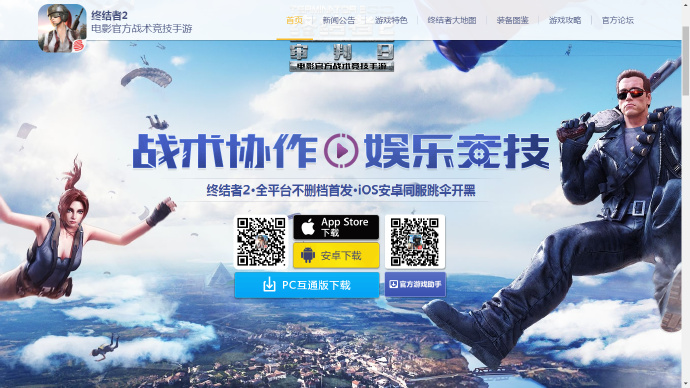 终结者2
电影官方战术竞技手游
首页
新闻公告
游戏特色
终结者大地图
装备图鉴
游戏攻略
官方论坛
审判日
电影官方战术竞技手游
战术协作 娱乐竞技
终结者2·全平台不删档首发·iOS安卓同服跳伞开黑
App Store
下载
安卓下载
PC互通版下载
官方游戏助手